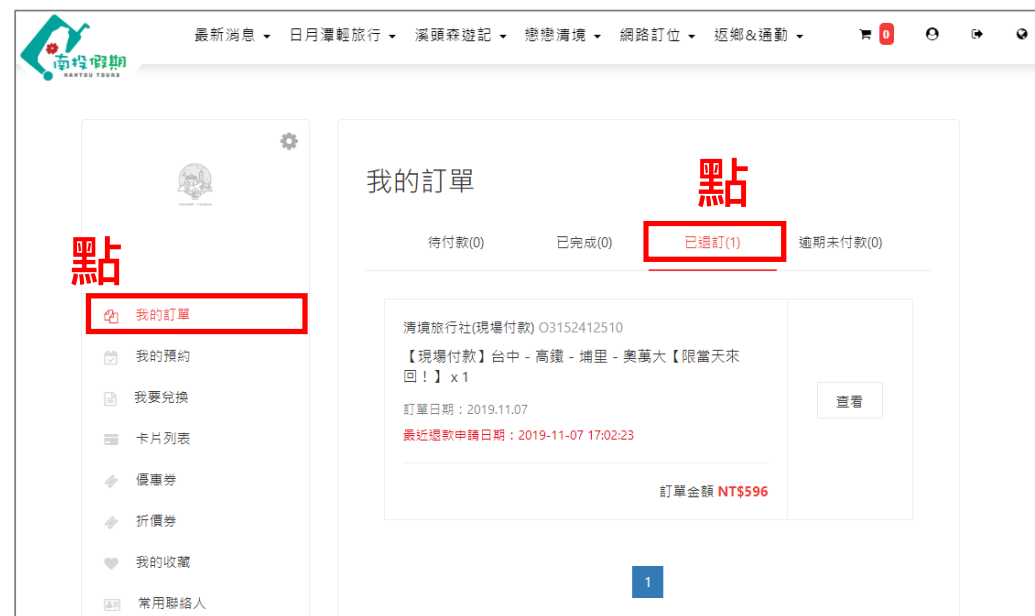 南投假期
NANTOU TOURS
最新消息 日月潭輕旅行 溪頭森遊記 戀戀清境 網路訂位 返鄉&通勤 0
我的訂單
點
待付款(0) 已完成(0) 已退訂(1) 逾期未付款(0)
點
我的訂單
我的預約
我要兌換
卡片列表
優惠券
折價券
我的收藏
常用聯絡人
清境旅行社(現場付款) O3152412510
【現場付款】台中 - 高鐵 - 埔里 - 奧萬大【限當天來
回！】 x 1
訂單日期：2019.11.07
最近退款申請日期：2019-11-07 17:02:23
查看
訂單金額 NT$596
1